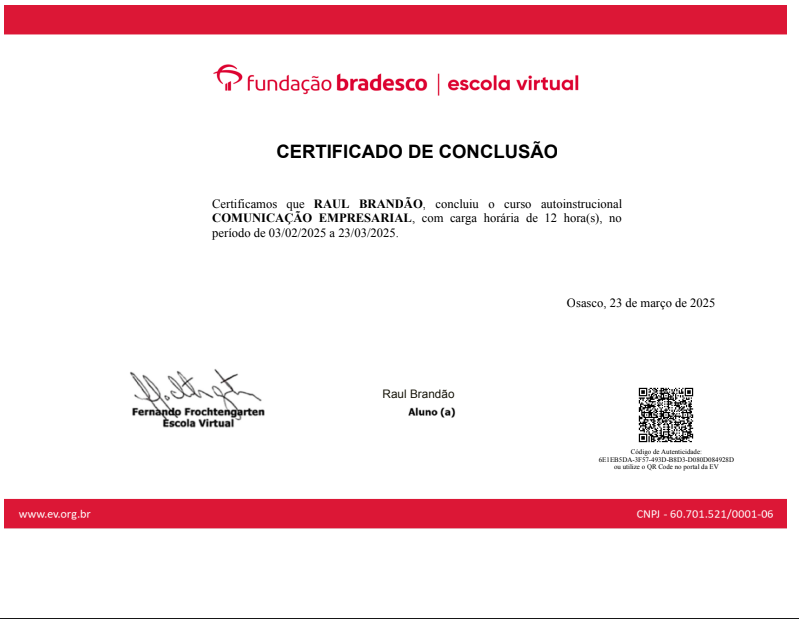 fundação bradesco | escola virtual
CERTIFICADO DE CONCLUSÃO
Certificamos que RAUL BRANDÃO, concluiu o curso autoinstrucional
COMUNICAÇÃO EMPRESARIAL, com carga horária de 12 hora(s), no
período de 03/02/2025 a 23/03/2025.
Osasco, 23 de março de 2025
Fernando Frochtengarten
Escola Virtual
Raul Brandão
Aluno (a)
Código de Autenticidade:
6E1EB5DA-3F57-493D-B8D3-D080D084928D
ou utilize o QR Code no portal da EV
www.ev.org.br
CNPJ - 60.701.521/0001-06